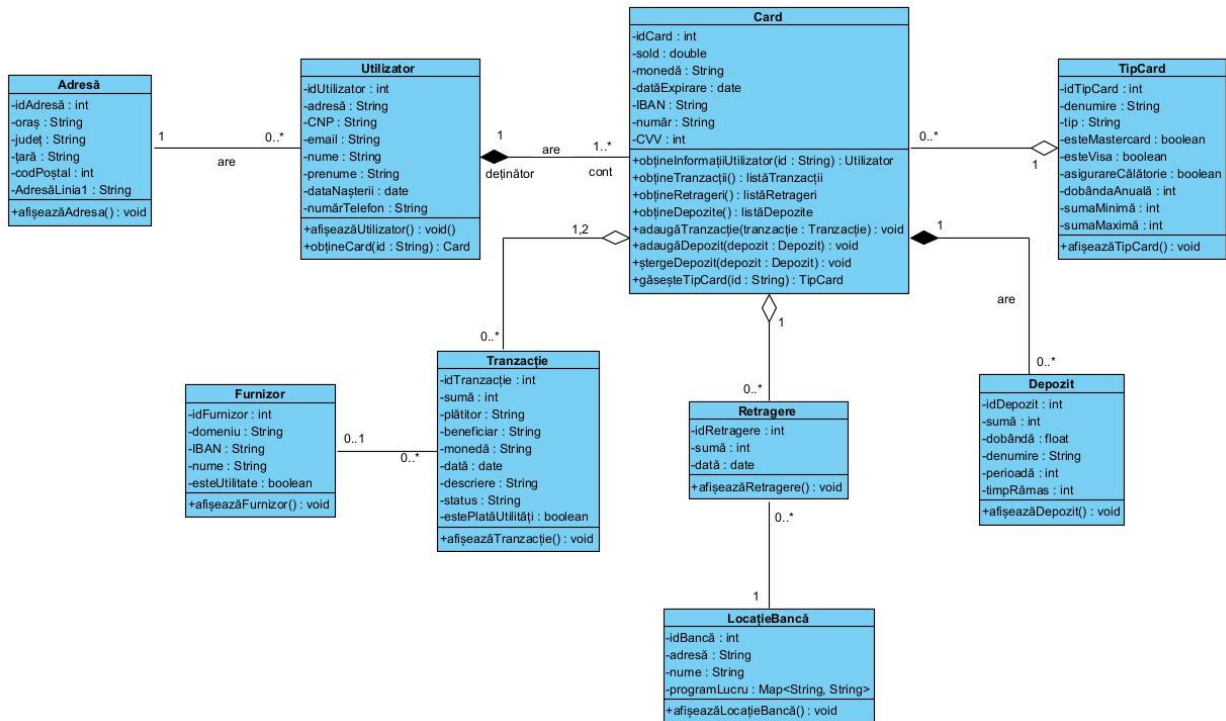 Card
-idCard : int
-sold : double
-monedă : String
-datăExpirare : date
-IBAN : String
-număr : String
-CVV : int
+obțineInformațiiUtilizator(id : String) : Utilizator
+obțineTranzacții() : listăTranzacții
+obțineRetrageri() : listăRetrageri
+obțineDepozite() : listăDepozite
+adaugăTranzacție(tranzacție : Tranzacție) : void
+adaugăDepozit(depozit : Depozit) : void
+ștergeDepozit(depozit : Depozit) : void
+găseșteTipCard(id : String) : TipCard
Utilizator
-idUtilizator : int
-adresă : String
-CNP : String
-email : String
-nume : String
-prenume : String
-dataNașterii : date
-numărTelefon : String
+afișeazăUtilizator() : void()
+obțineCard(id : String) : Card
Adresă
-idAdresă : int
-oraș : String
-județ : String
-țară : String
-codPoștal : int
-AdresăLinia1 : String
+afișeazăAdresa() : void
TipCard
-idTipCard : int
-denumire : String
-tip : String
-esteMastercard : boolean
-esteVisa : boolean
-asigurareCălătorie : boolean
-dobândaAnuală : int
-sumaMinimă : int
-sumaMaximă : int
+afișeazăTipCard() : void
1
0..*
are
1
are
1..*
deținător
cont
0..*
1
1,2
0..*
1
0..*
1
are
0..*
Tranzacție
-idTranzacție : int
-sumă : int
-plătitor : String
-beneficiar : String
-monedă : String
-dată : date
-descriere : String
-status : String
-estePlatăUtilități : boolean
+afișeazăTranzacție() : void
Furnizor
-idFurnizor : int
-domeniu : String
-IBAN : String
-nume : String
-esteUtilitate : boolean
+afișeazăFurnizor() : void
0..1
0..*
Retragere
-idRetragere : int
-sumă : int
-dată : date
+afișeazăRetragere() : void
Depozit
-idDepozit : int
-sumă : int
-dobândă : float
-denumire : String
-perioadă : int
-timpRămas : int
+afișeazăDepozit() : void
0..*
1
LocațieBancă
-idBancă : int
-adresă : String
-nume : String
-programLucru : Map<String, String>
+afișeazăLocațieBancă() : void